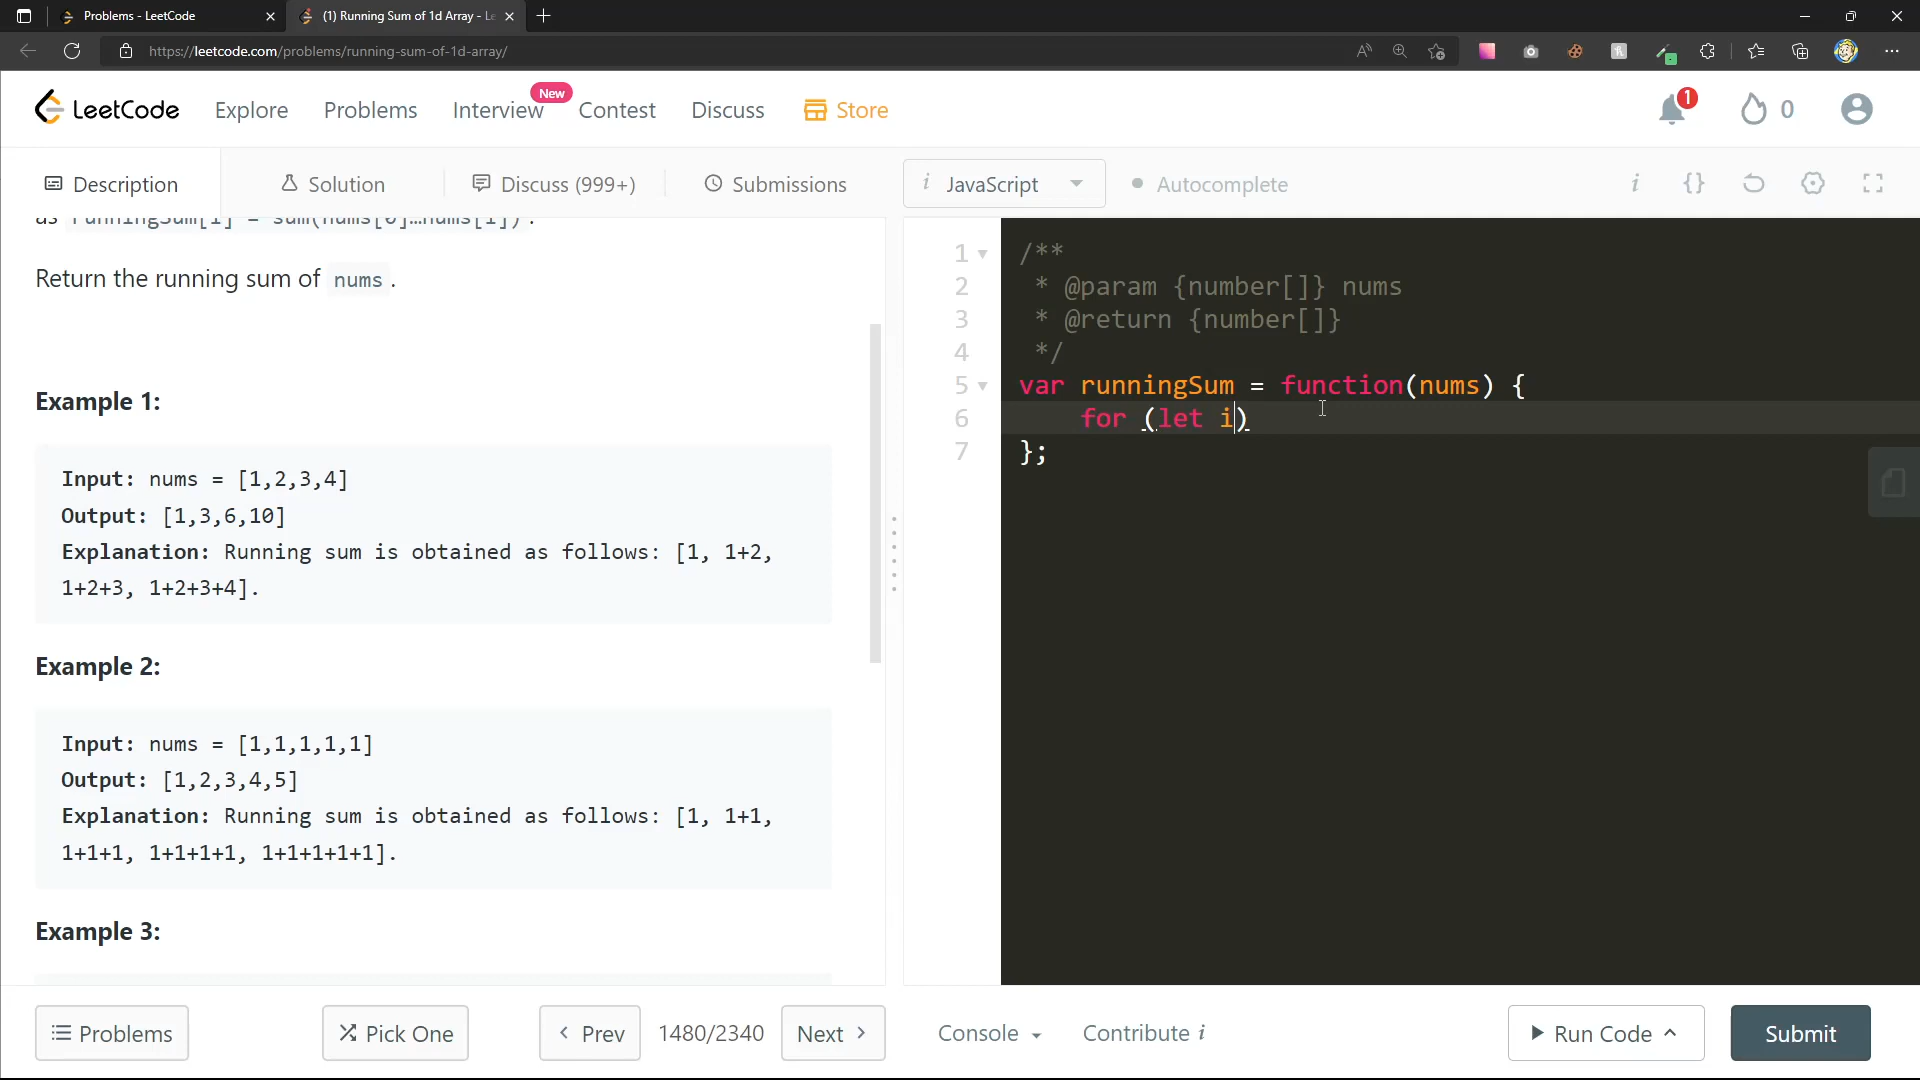 Problems - LeetCode
(1) Running Sum of 1d Array - Le
https://leetcode.com/problems/running-sum-of-1d-array/
LeetCode
Explore
Problems
Interview
New
Contest
Discuss
Store
1
0
Description
Solution
Discuss (999+)
Submissions
i JavaScript
Autocomplete
i {}
as runningSum[i] = sum(nums[0]…nums[i]).
Return the running sum of nums.
Example 1:
Input: nums = [1,2,3,4]
Output: [1,3,6,10]
Explanation: Running sum is obtained as follows: [1, 1+2,
1+2+3, 1+2+3+4].
Example 2:
Input: nums = [1,1,1,1,1]
Output: [1,2,3,4,5]
Explanation: Running sum is obtained as follows: [1, 1+1,
1+1+1, 1+1+1+1, 1+1+1+1+1].
Example 3:
1 /**
2 * @param {number[]} nums
3 * @return {number[]}
4 */
5 var runningSum = function(nums) {
6 for (let i)
7 };
Problems
Pick One
Prev
1480/2340
Next
Console
Contribute i
Run Code
Submit